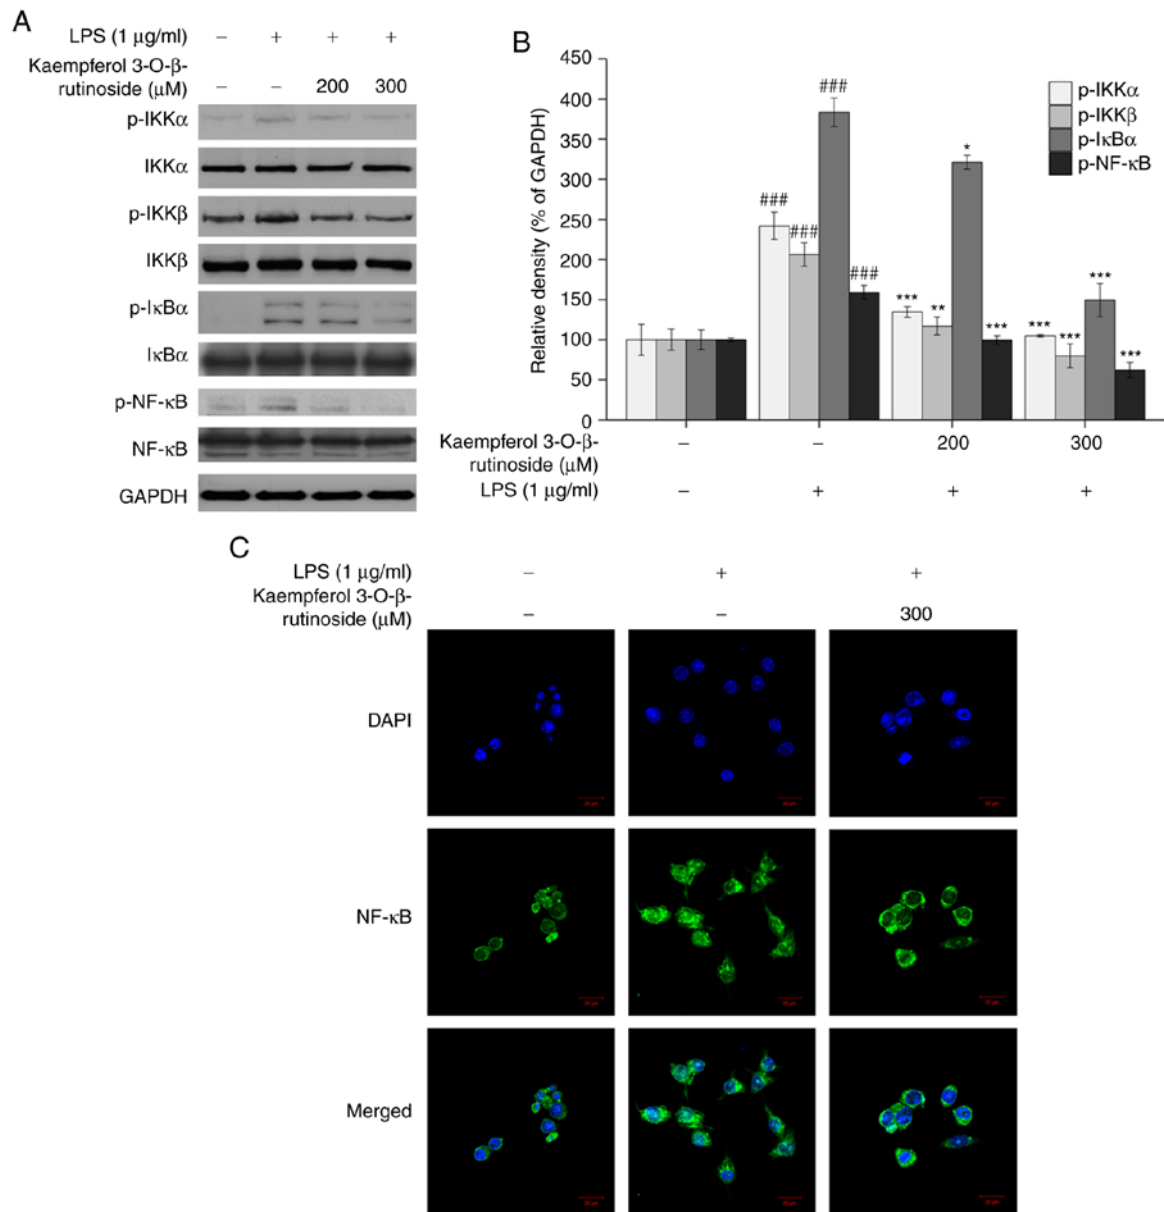 A
LPS (1 µg/ml) – + + +
Kaempferol 3-O-β-
rutinoside (µM) – – 200 300
p-IKKα
IKKα
p-IKKβ
IKKβ
p-IκBα
IκBα
p-NF-κB
NF-κB
GAPDH
B
Relative density (% of GAPDH)
450
400
350
300
250
200
150
100
50
0
p-IKKα
p-IKKβ
p-IκBα
p-NF-κB
### ### ### ###
*** ** * ***
*** *** *** ***
Kaempferol 3-O-β- – – 200 300
rutinoside (µM)
LPS (1 µg/ml) – + + +
C
LPS (1 µg/ml) – + +
Kaempferol 3-O-β-
rutinoside (µM) – – 300
DAPI
NF-κB
Merged